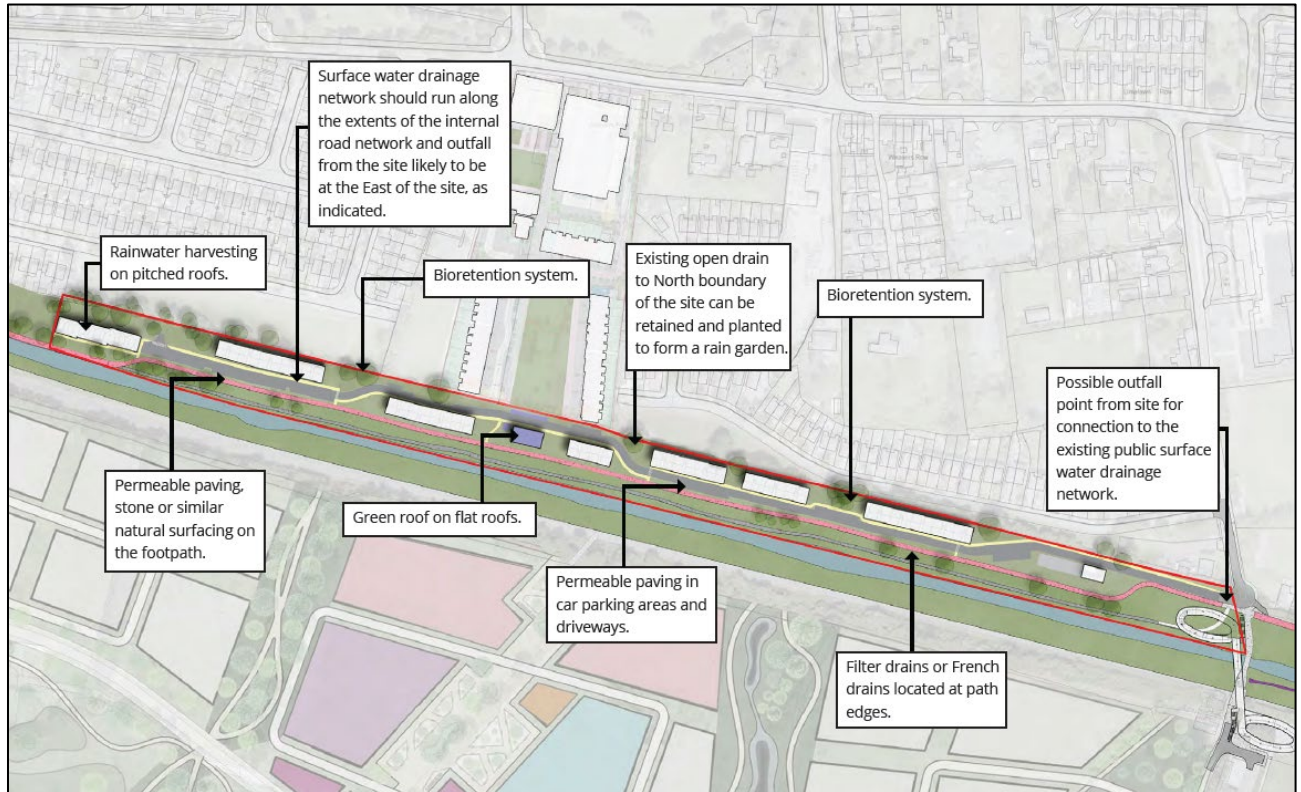 Surface water drainage
network should run along
the extents of the internal
road network and outfall
from the site likely to be
at the East of the site, as
indicated.
Rainwater harvesting
on pitched roofs.
Bioretention system.
Existing open drain
to North boundary
of the site can be
retained and planted
to form a rain garden.
Bioretention system.
Possible outfall
point from site for
connection to the
existing public surface
water drainage
network.
Permeable paving,
stone or similar
natural surfacing on
the footpath.
Green roof on flat roofs.
Permeable paving in
car parking areas and
driveways.
Filter drains or French
drains located at path
edges.